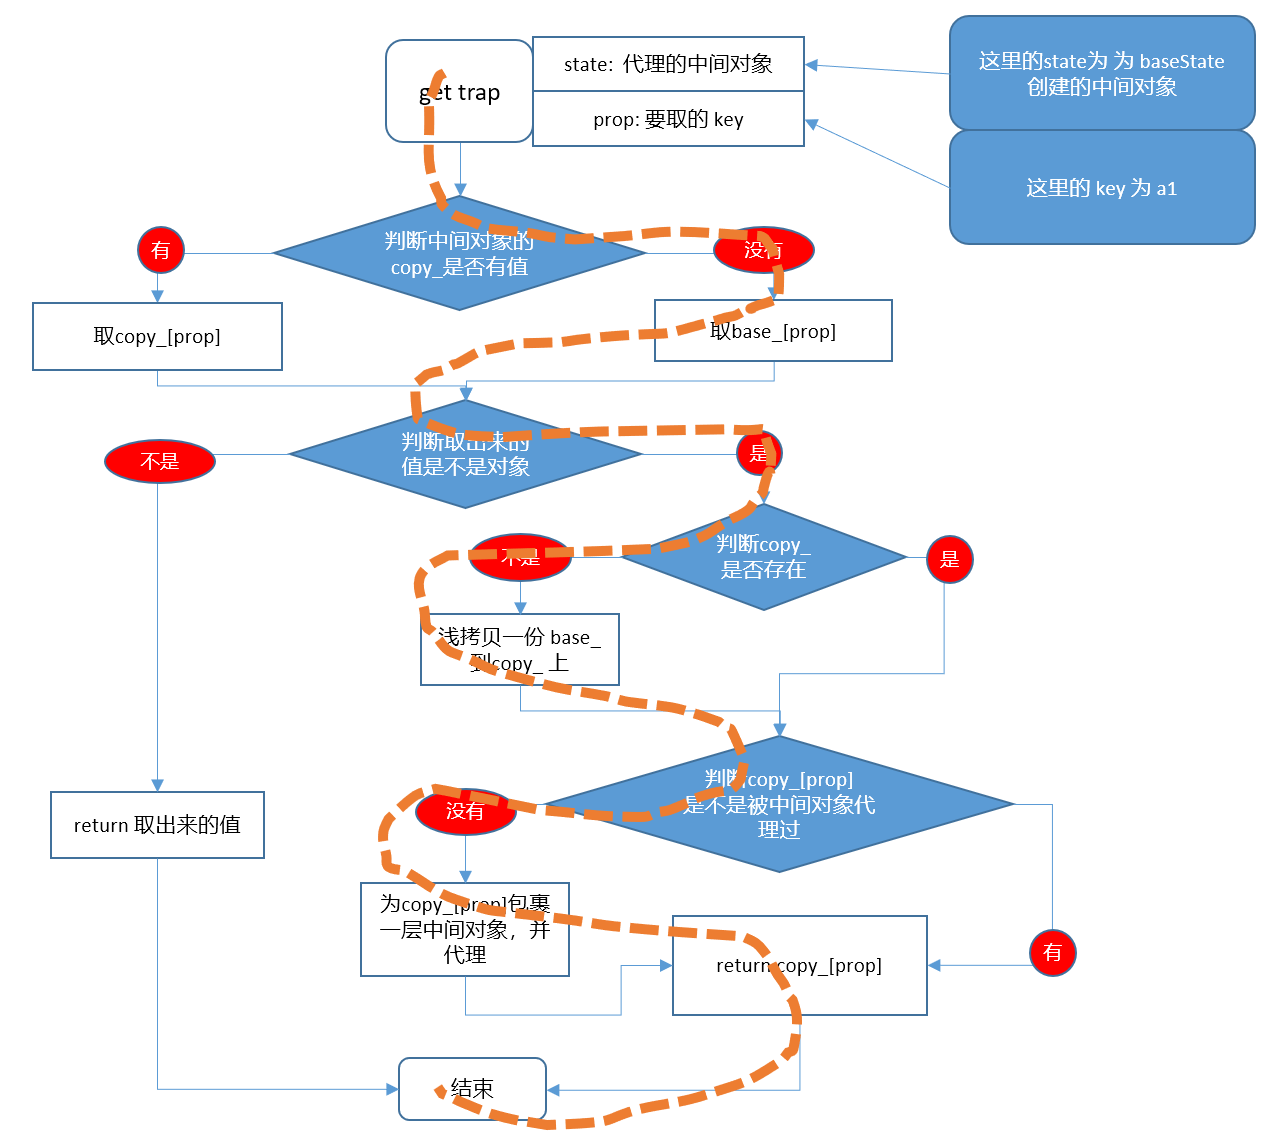 get trap
state: 代理的中间对象
prop: 要取的 key
这里的state为 为 baseState
创建的中间对象
这里的 key 为 a1
判断中间对象的
copy_是否有值
有
没有
取copy_[prop]
取base_[prop]
判断取出来的
值是不是对象
不是
是
判断copy_
是否存在
不是
是
浅拷贝一份 base_
到copy_ 上
判断copy_[prop]
是不是被中间对象代
理过
没有
有
return 取出来的值
为copy_[prop]包裹
一层中间对象，并
代理
return copy_[prop]
结束